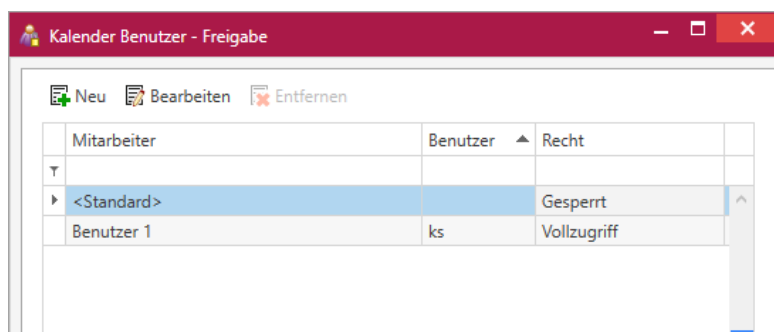 Kalender Benutzer - Freigabe
Neu Bearbeiten Entfernen
Mitarbeiter Benutzer Recht
<Standard> Gesperrt
Benutzer 1 ks Vollzugriff